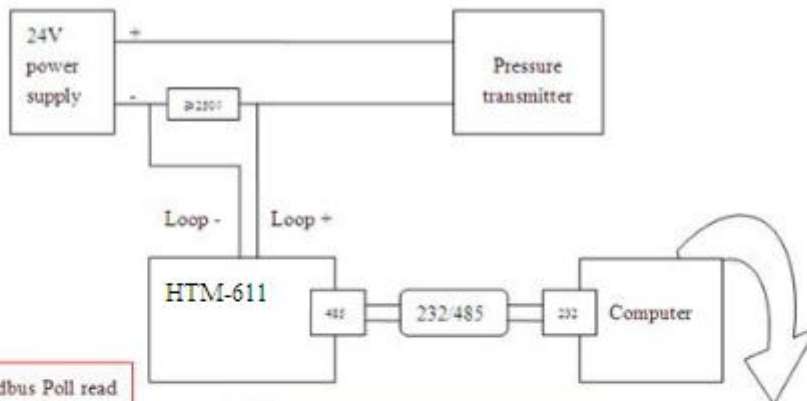 24V
power
supply
+
-
Pressure
transmitter
Loop -
Loop +
HTM-611
485
232/485
232
Computer
dbus Poll read